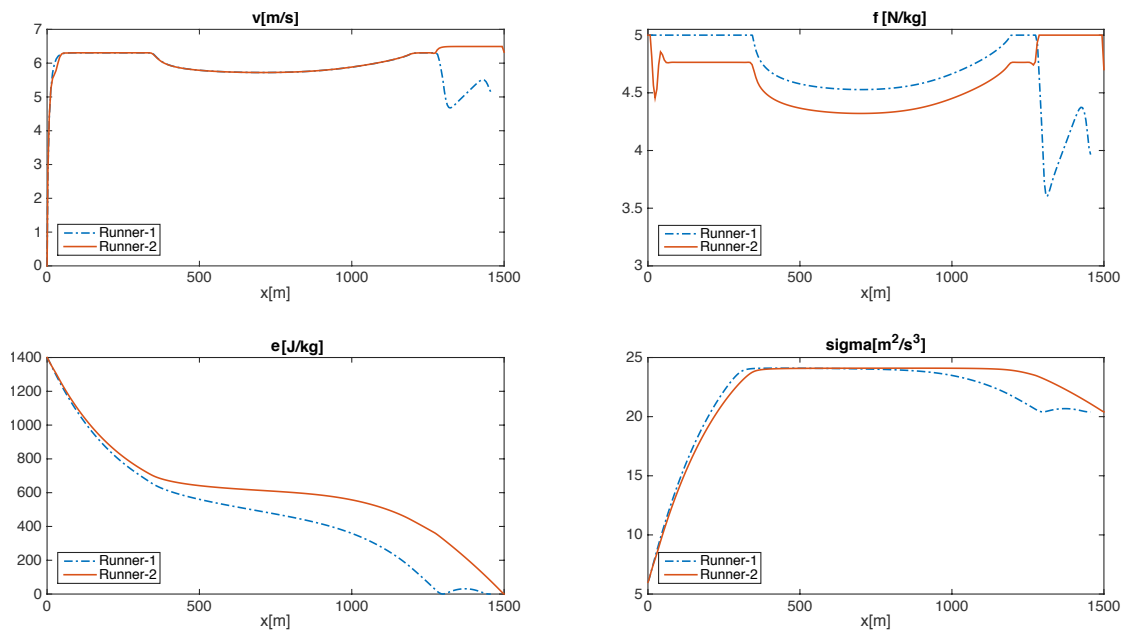 v[m/s]
7
6
5
4
3
2
1
0
Runner-1
Runner-2
0
500
1000
1500
x[m]
f [N/kg]
5
4.5
4
3.5
3
Runner-1
Runner-2
0
500
1000
1500
x[m]
e[J/kg]
1400
1200
1000
800
600
400
200
0
Runner-1
Runner-2
0
500
1000
1500
x[m]
sigma[m²/s³]
25
20
15
10
5
Runner-1
Runner-2
0
500
1000
1500
x[m]